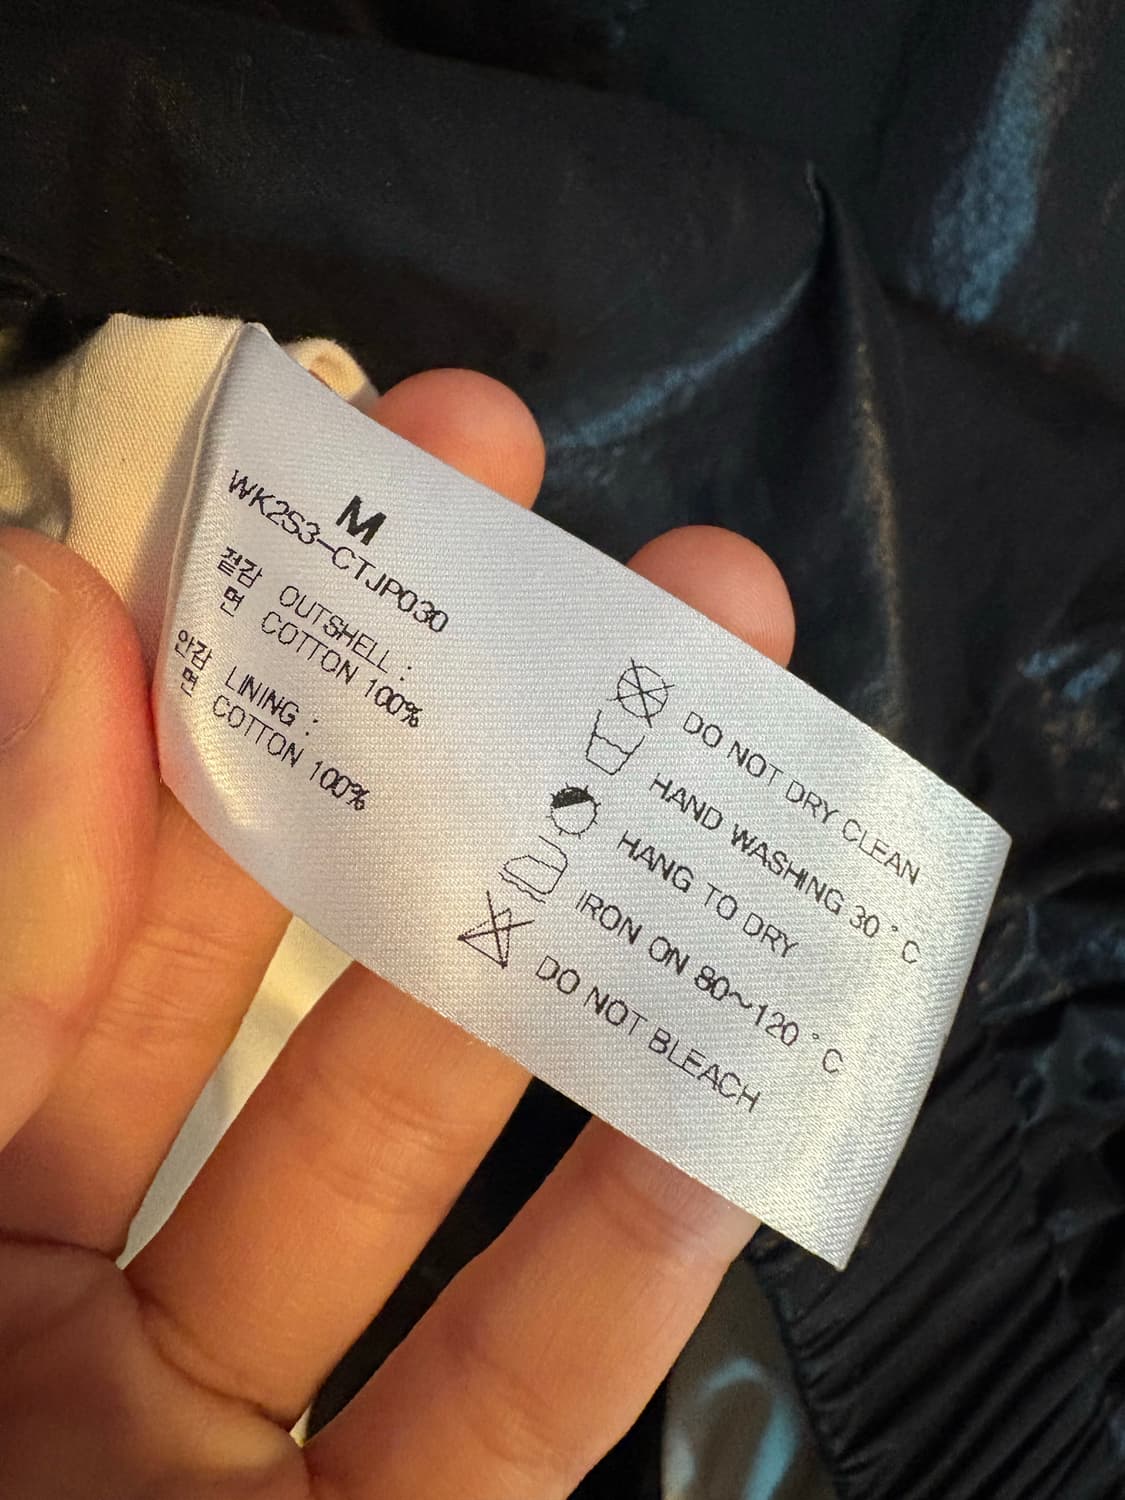 M
WK2S3-CTJP030
겉감 OUTSHELL :
면 COTTON 100%
안감 LINING :
면 COTTON 100%
DO NOT DRY CLEAN
HAND WASHING 30°C
HANG TO DRY
IRON ON 80~120 °C
DO NOT BLEACH